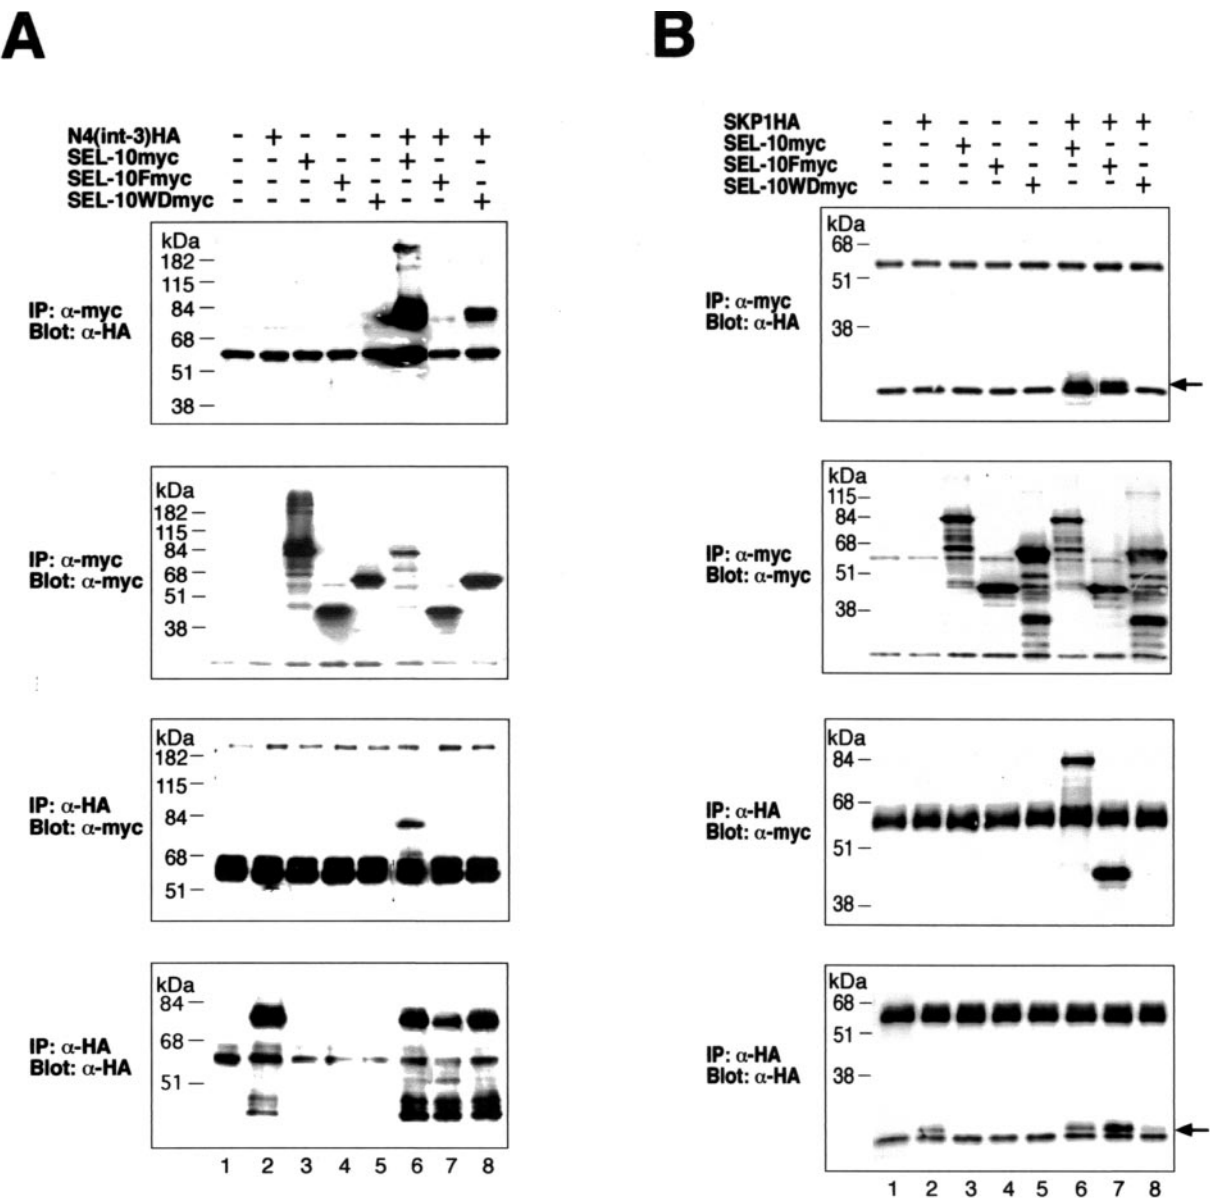 A
N4(int-3)HA - + - - - + + +
SEL-10myc - - + - - + - -
SEL-10Fmyc - - - + - - + -
SEL-10WDmyc - - - - + - - +
kDa
182
115
84
68
51
38
IP: α-myc
Blot: α-HA
kDa
182
115
84
68
51
38
IP: α-myc
Blot: α-myc
kDa
182
115
84
68
51
IP: α-HA
Blot: α-myc
kDa
84
68
51
IP: α-HA
Blot: α-HA
1 2 3 4 5 6 7 8
B
SKP1HA - + - - - + + +
SEL-10myc - - + - - + - -
SEL-10Fmyc - - - + - - + -
SEL-10WDmyc - - - - + - - +
kDa
68
51
38
IP: α-myc
Blot: α-HA
kDa
115
84
68
51
38
IP: α-myc
Blot: α-myc
kDa
84
68
51
38
IP: α-HA
Blot: α-myc
kDa
68
51
38
IP: α-HA
Blot: α-HA
1 2 3 4 5 6 7 8